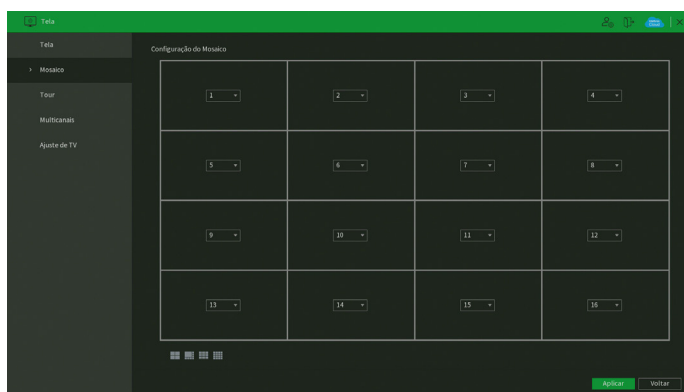 Tela
Tela
Configuração do Mosaico
Mosaico
Tour
Multicanais
Ajuste de TV
1 2 3 4
5 6 7 8
9 10 11 12
13 14 15 16
Aplicar Voltar